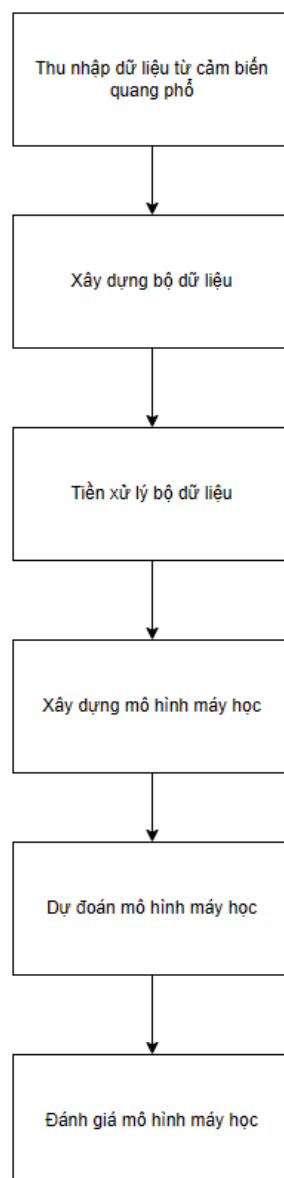 Thu nhập dữ liệu từ cảm biến
quang phổ
Xây dựng bộ dữ liệu
Tiền xử lý bộ dữ liệu
Xây dựng mô hình máy học
Dự đoán mô hình máy học
Đánh giá mô hình máy học